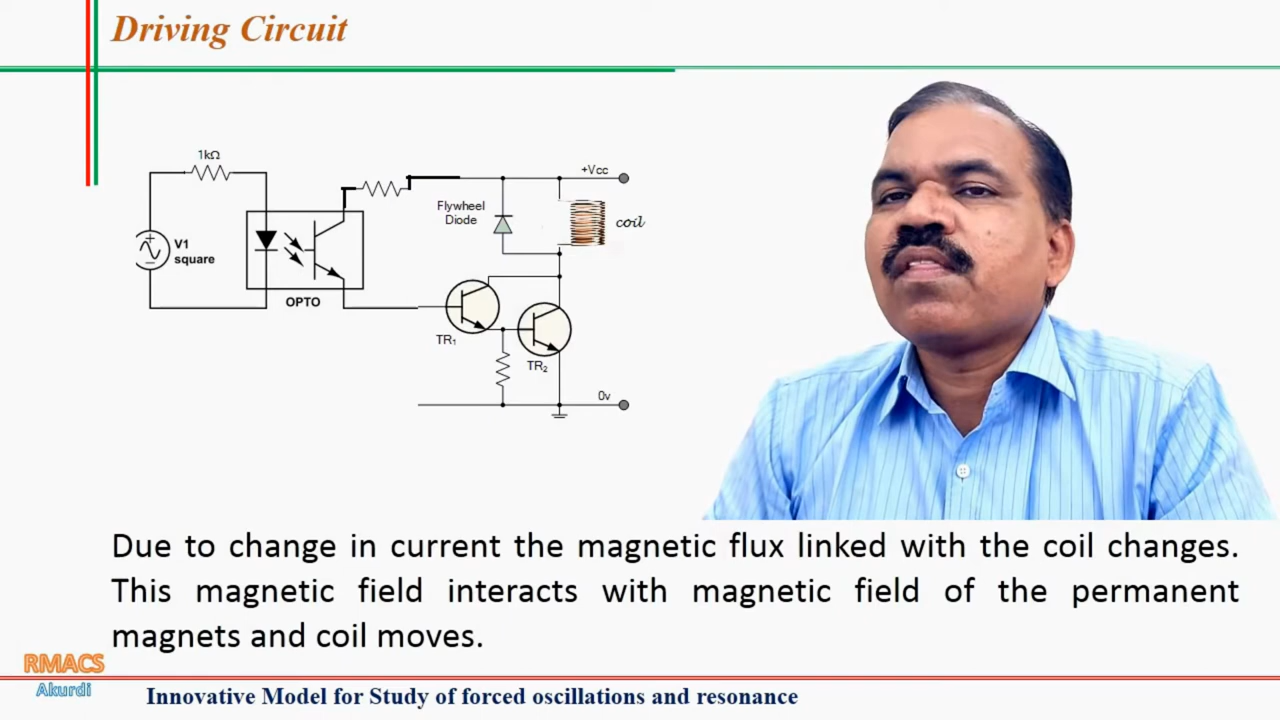 Driving Circuit
1kΩ
+Vcc
Flywheel
Diode
coil
V1
square
OPTO
TR1
TR2
0v
Due to change in current the magnetic flux linked with the coil changes.
This magnetic field interacts with magnetic field of the permanent
magnets and coil moves.
RMACS
Akurdi
Innovative Model for Study of forced oscillations and resonance